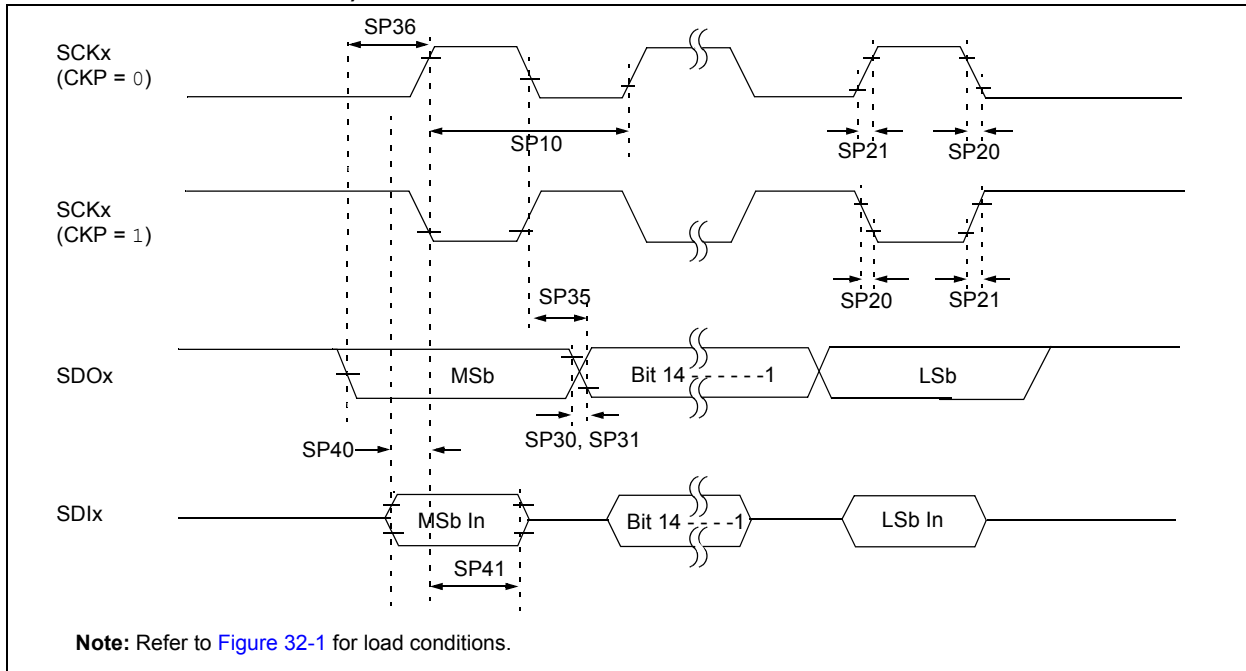 SP36
SCKx
(CKP = 0)
SP10
SP21
SP20
SCKx
(CKP = 1)
SP35
SP20
SP21
SDOx
MSb
Bit 14 - - - - - -1
LSb
SP40
SP30, SP31
SDIx
MSb In
Bit 14 - - - -1
LSb In
SP41
Note: Refer to Figure 32-1 for load conditions.